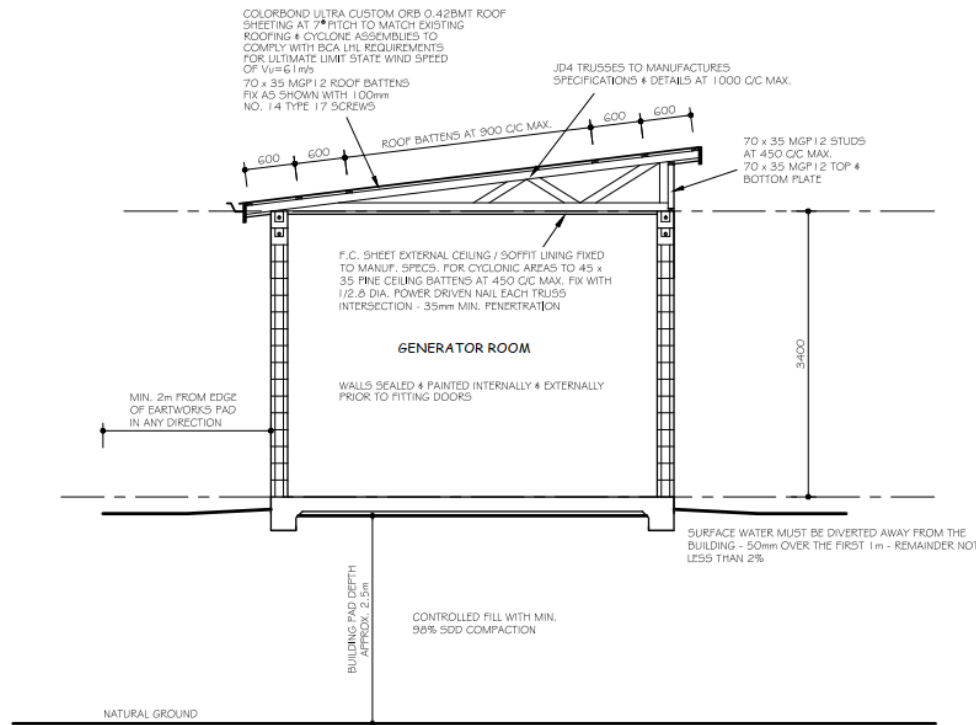 COLORBOND ULTRA CUSTOM ORB 0.42BMT ROOF
SHEETING AT 7° PITCH TO MATCH EXISTING
ROOFING & CYCLONE ASSEMBLIES TO
COMPLY WITH BCA LHL REQUIREMENTS
FOR ULTIMATE LIMIT STATE WIND SPEED
OF Vu=61m/s
70 x 35 MGP12 ROOF BATTENS
FIX AS SHOWN WITH 100mm
NO. 14 TYPE 17 SCREWS
JD4 TRUSSES TO MANUFACTURES
SPECIFICATIONS & DETAILS AT 1000 C/C MAX.
600
600
ROOF BATTENS AT 900 C/C MAX.
600
600
70 x 35 MGP12 STUDS
AT 450 C/C MAX.
70 x 35 MGP12 TOP &
BOTTOM PLATE
F.C. SHEET EXTERNAL CEILING / SOFFIT LINING FIXED
TO MANUF. SPECS. FOR CYCLONIC AREAS TO 45 x
35 PINE CEILING BATTENS AT 450 C/C MAX. FIX WITH
1/2.8 DIA. POWER DRIVEN NAIL EACH TRUSS
INTERSECTION - 35mm MIN. PENERTRATION
GENERATOR ROOM
WALLS SEALED & PAINTED INTERNALLY & EXTERNALLY
PRIOR TO FITTING DOORS
3400
MIN. 2m FROM EDGE
OF EARTWORKS PAD
IN ANY DIRECTION
SURFACE WATER MUST BE DIVERTED AWAY FROM THE
BUILDING - 50mm OVER THE FIRST 1m - REMAINDER NOT
LESS THAN 2%
BUILDING PAD DEPTH
APPROX. 2.5m
CONTROLLED FILL WITH MIN.
98% SDD COMPACTION
NATURAL GROUND